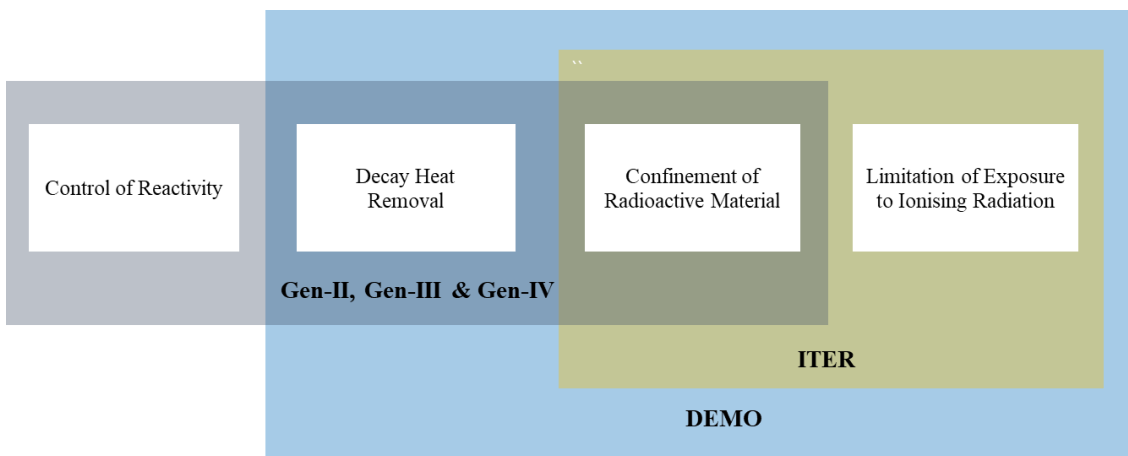 ``
Control of Reactivity
Decay Heat
Removal
Confinement of
Radioactive Material
Limitation of Exposure
to Ionising Radiation
Gen-II, Gen-III & Gen-IV
ITER
DEMO